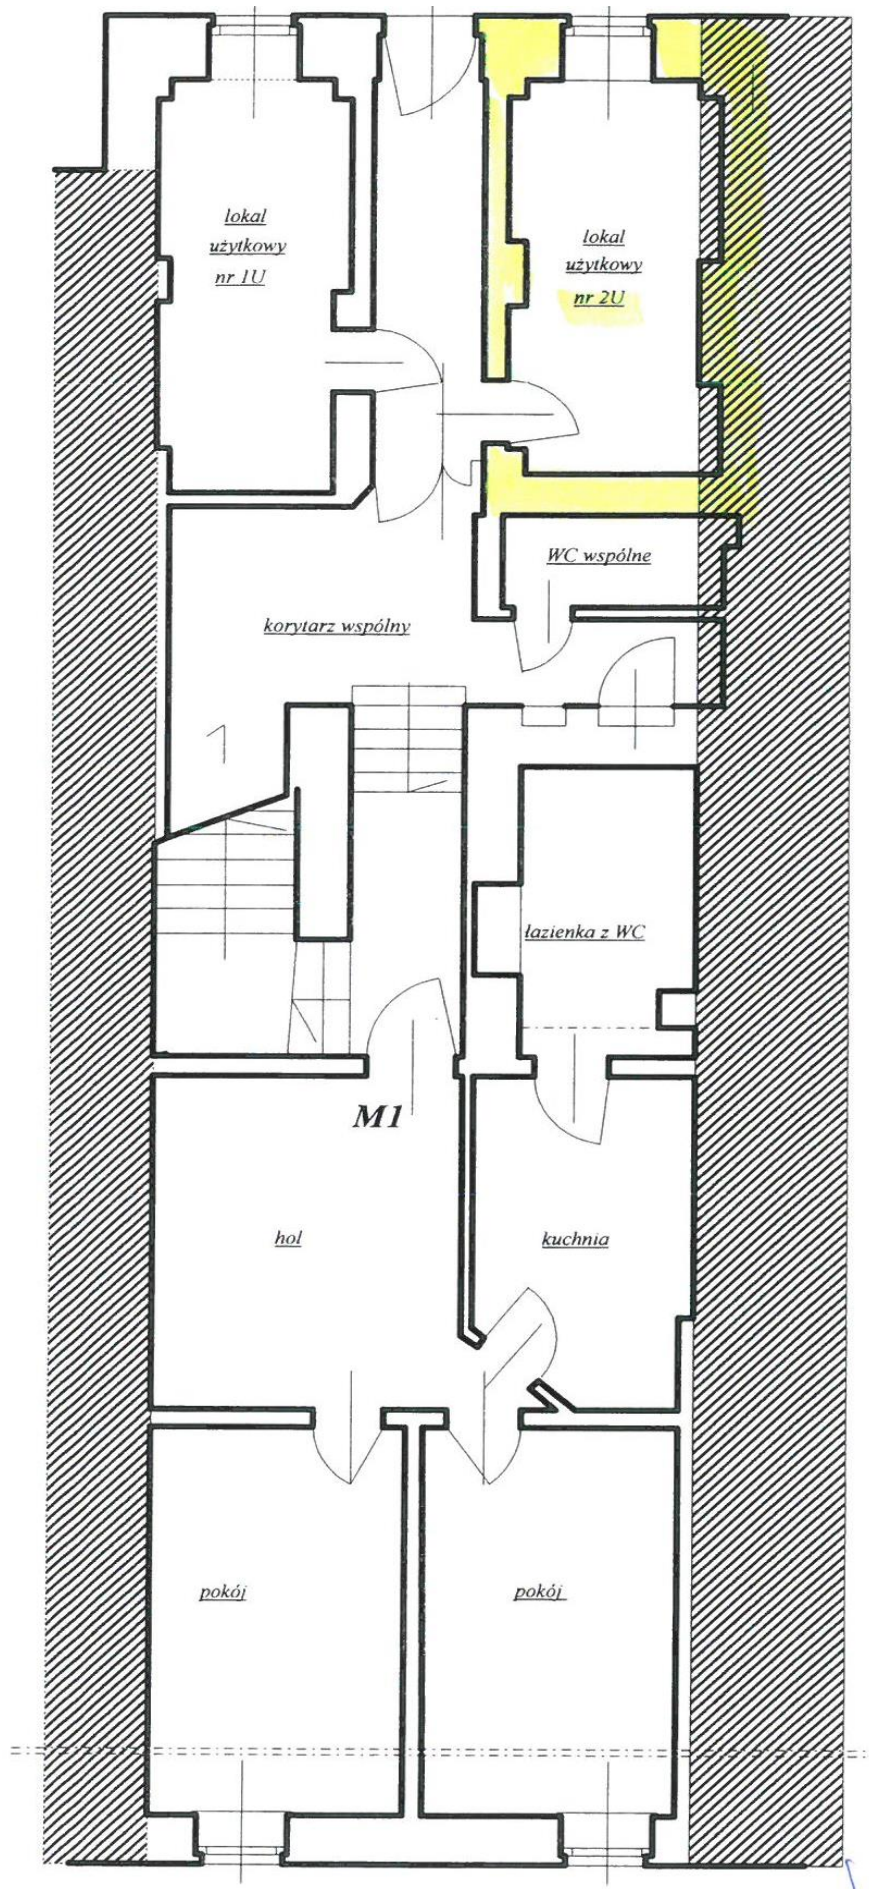 lokal
użytkowy
nr 1U
lokal
użytkowy
nr 2U
WC wspólne
korytarz wspólny
łazienka z WC
M1
hol
kuchnia
pokój
pokój